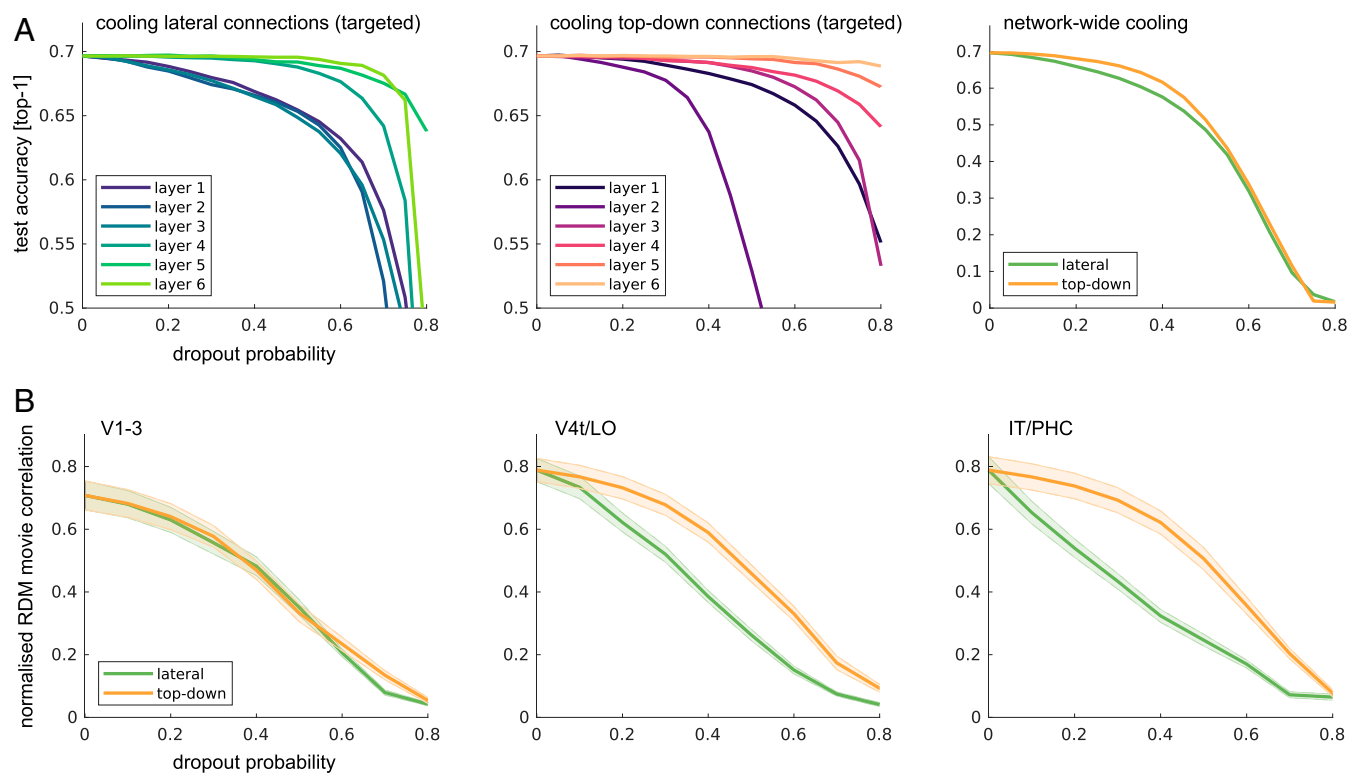 A
cooling lateral connections (targeted)
test accuracy [top-1]
0.7
0.65
0.6
0.55
0.5
layer 1
layer 2
layer 3
layer 4
layer 5
layer 6
0 0.2 0.4 0.6 0.8
dropout probability
cooling top-down connections (targeted)
0.7
0.65
0.6
0.55
0.5
layer 1
layer 2
layer 3
layer 4
layer 5
layer 6
0 0.2 0.4 0.6 0.8
network-wide cooling
0.7
0.6
0.5
0.4
0.3
0.2
0.1
0
lateral
top-down
0 0.2 0.4 0.6 0.8
B
V1-3
normalised RDM movie correlation
0.8
0.6
0.4
0.2
0
lateral
top-down
0 0.2 0.4 0.6 0.8
dropout probability
V4t/LO
0.8
0.6
0.4
0.2
0
0 0.2 0.4 0.6 0.8
IT/PHC
0.8
0.6
0.4
0.2
0
0 0.2 0.4 0.6 0.8